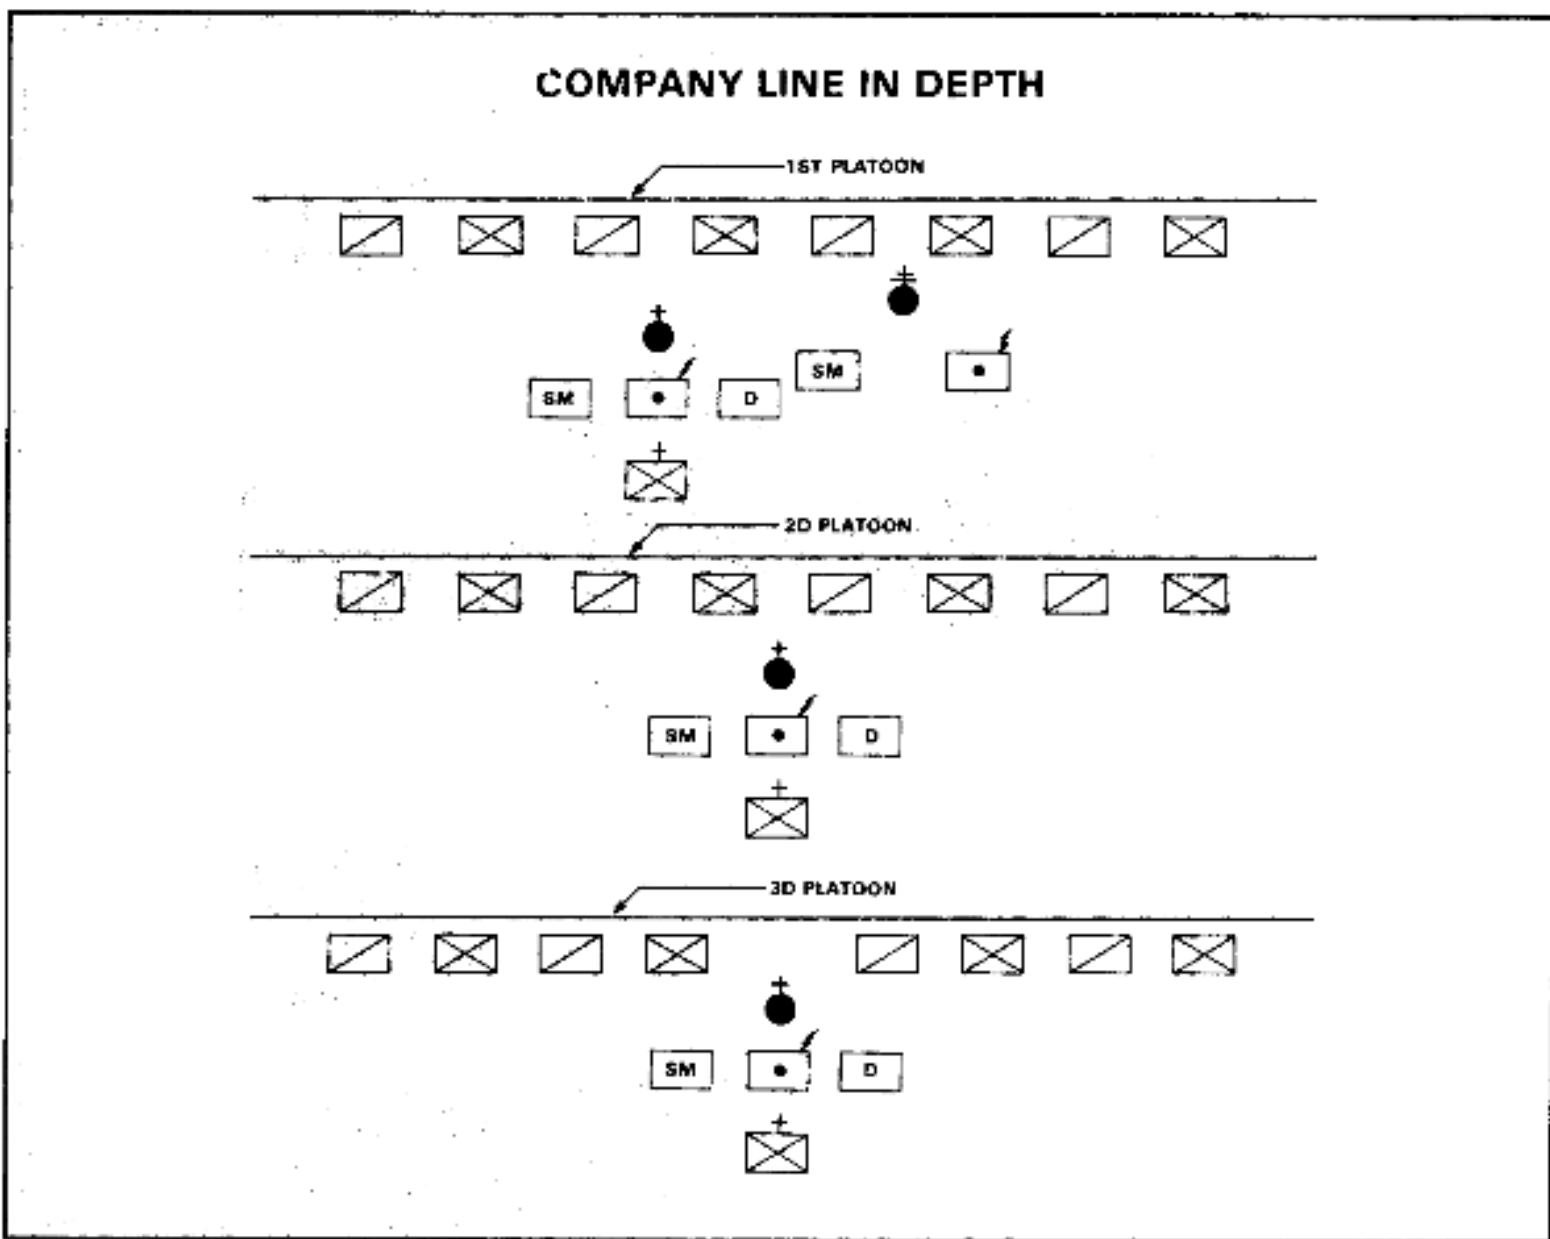 COMPANY LINE IN DEPTH
1ST PLATOON
SM
SM
D
2D PLATOON
SM
D
3D PLATOON
SM
D